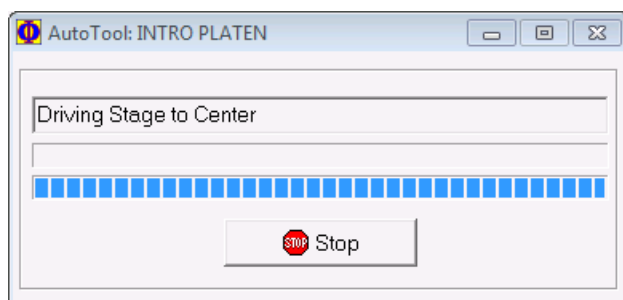 AutoTool: INTRO PLATEN
Driving Stage to Center
STOP Stop